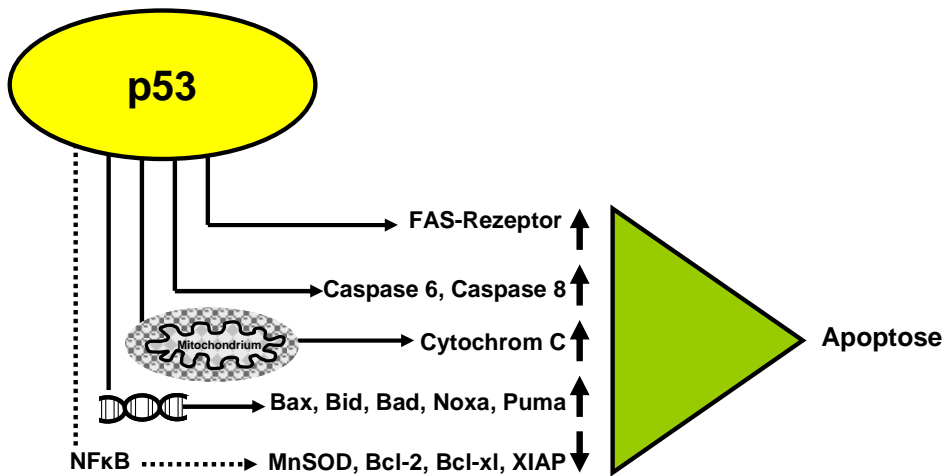 p53
FAS-Rezeptor
Caspase 6, Caspase 8
Mitochondrium
Cytochrom C
Apoptose
Bax, Bid, Bad, Noxa, Puma
NFκB
MnSOD, Bcl-2, Bcl-xl, XIAP